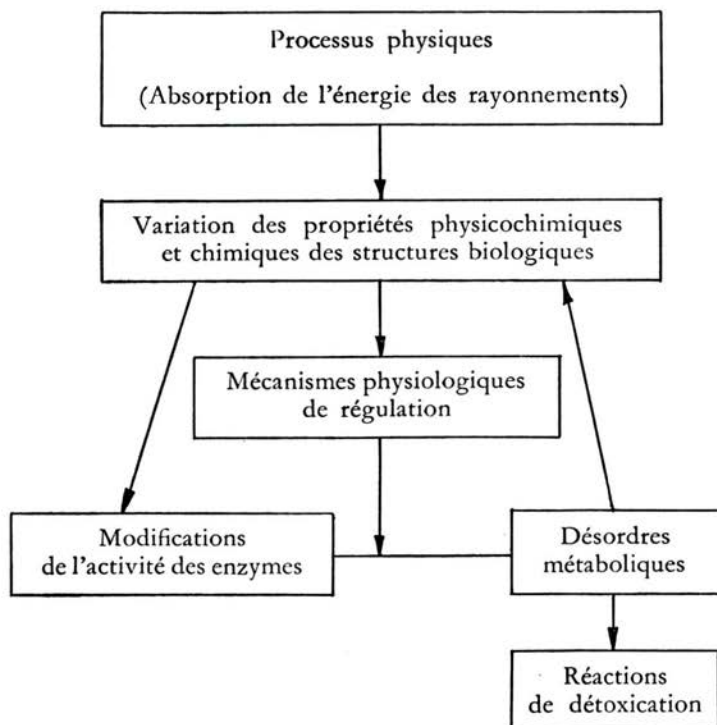 Processus physiques
(Absorption de l'énergie des rayonnements)
Variation des propriétés physicochimiques
et chimiques des structures biologiques
Mécanismes physiologiques
de régulation
Modifications
de l'activité des enzymes
Désordres
métaboliques
Réactions
de détoxication